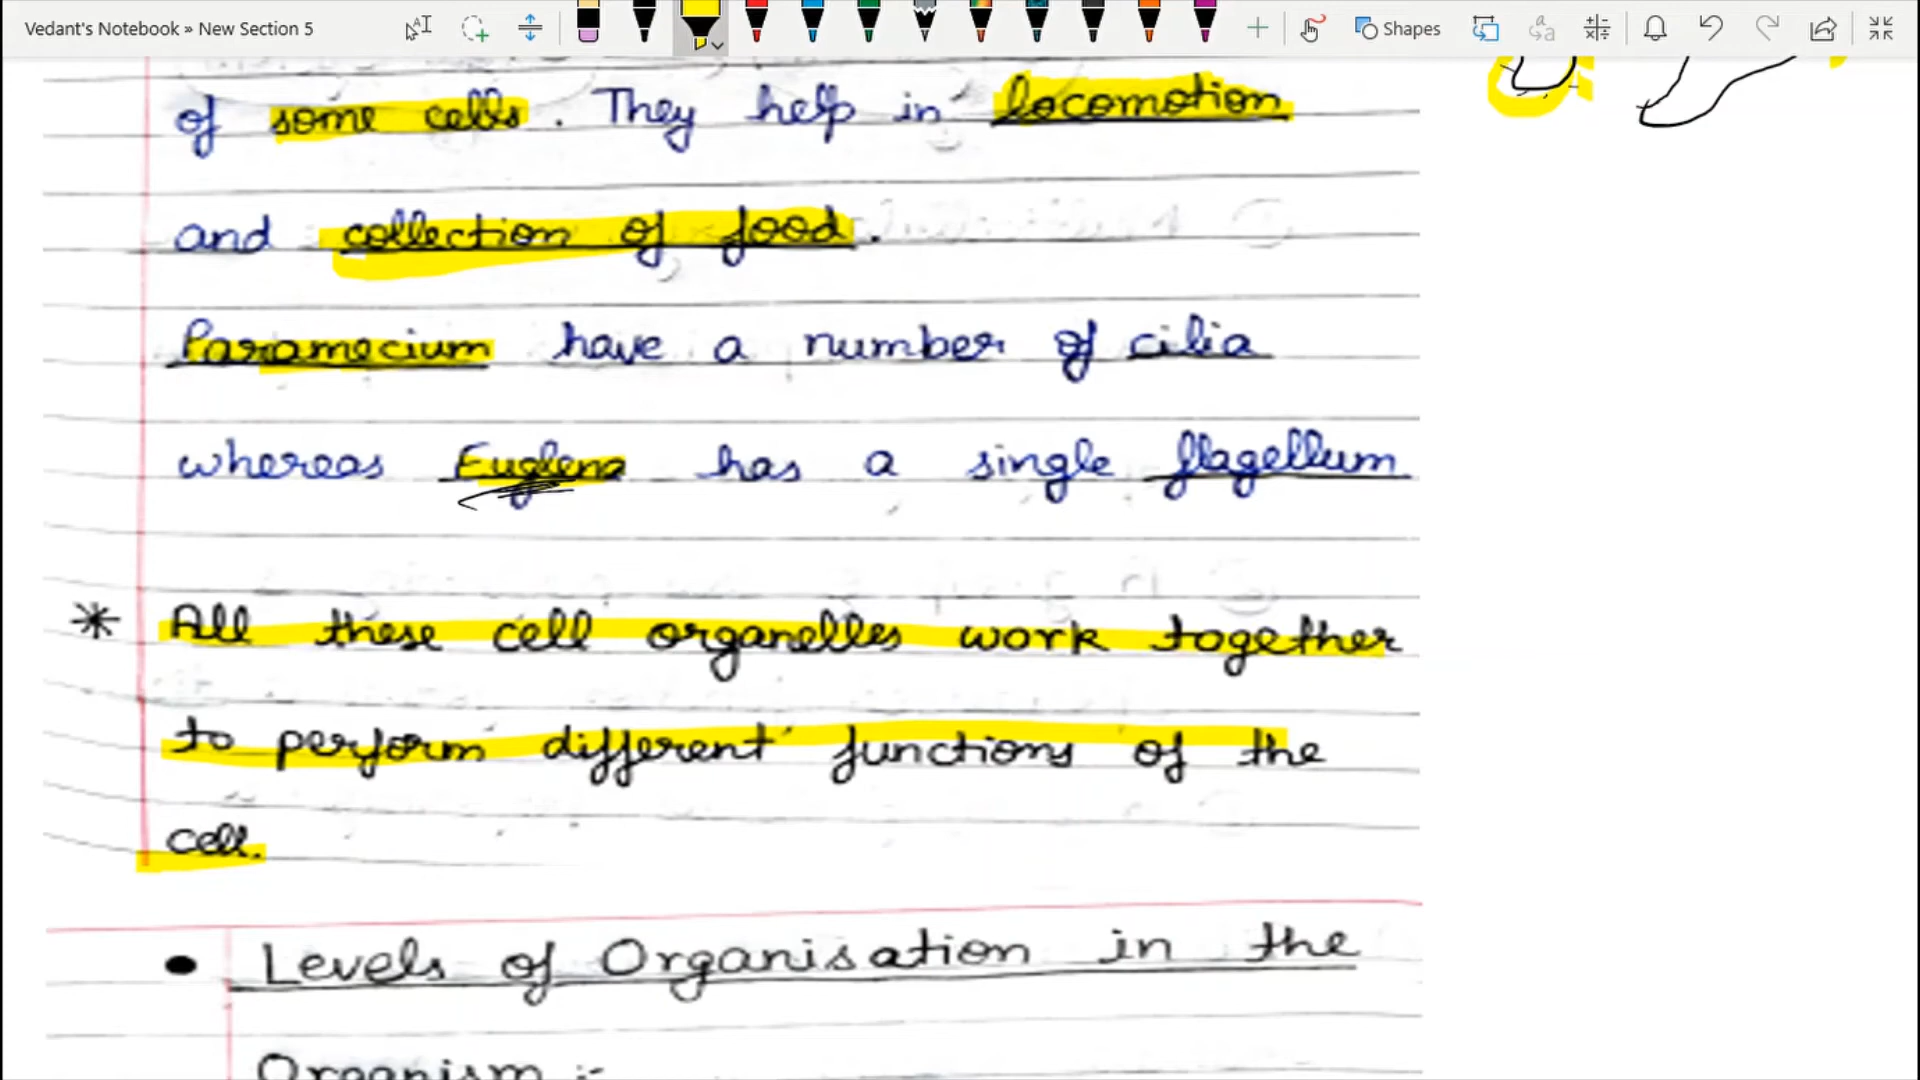 Vedant's Notebook » New Section 5
Shapes
of some cells. They help in locomotion
and collection of food.
Paramecium have a number of cilia
whereas Euglena has a single flagellum
* All these cell organelles work together
to perform different functions of the
cell.
• Levels of Organisation in the
Organism :-